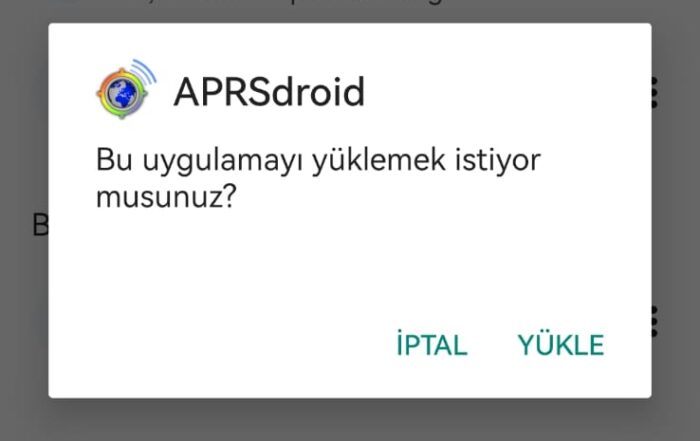 APRSdroid
Bu uygulamayı yüklemek istiyor
musunuz?
B
İPTAL
YÜKLE